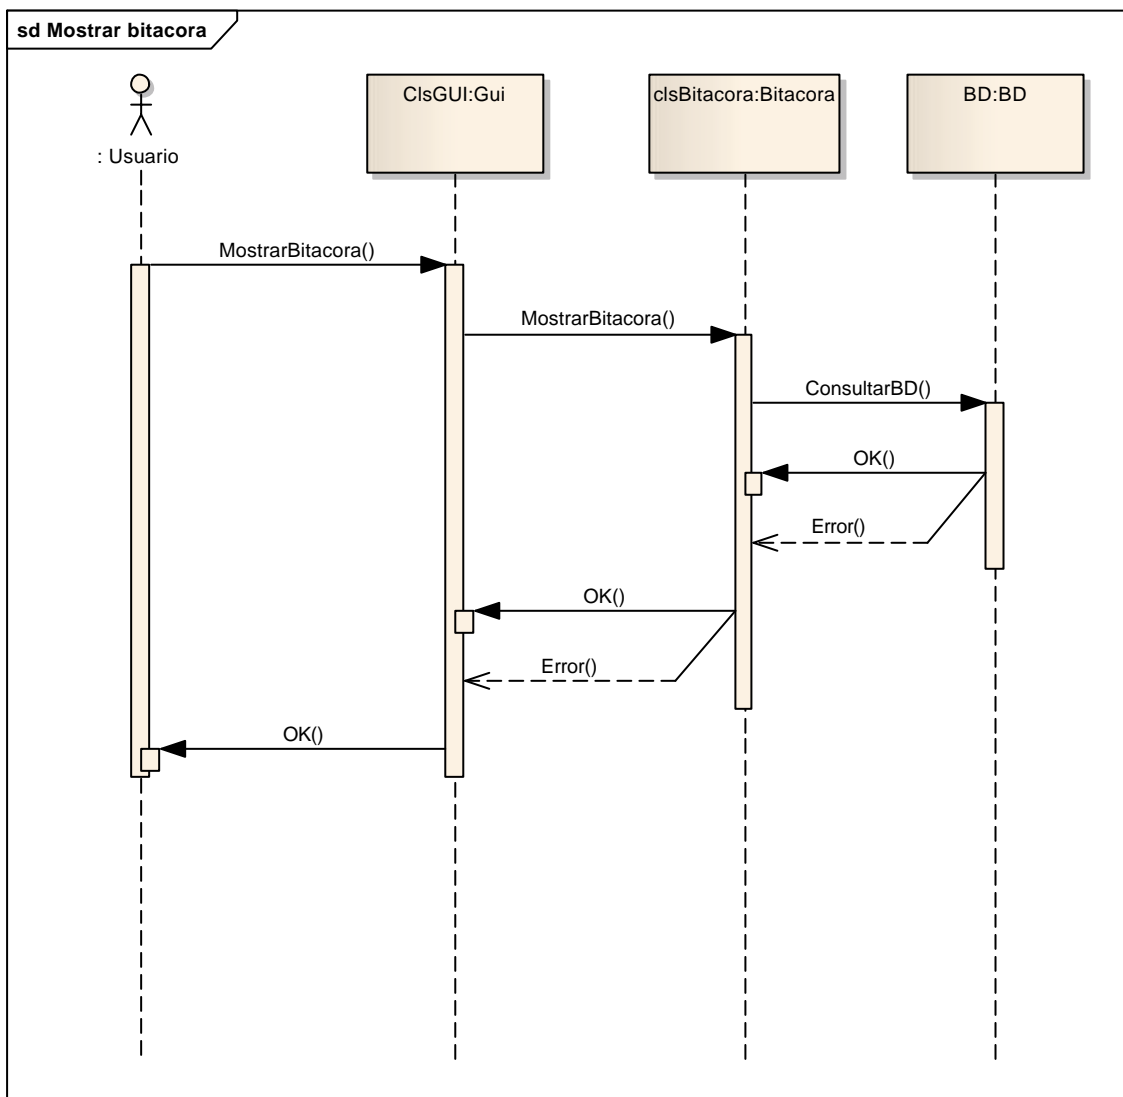 sd Mostrar bitacora
: Usuario
ClsGUI:Gui
clsBitacora:Bitacora
BD:BD
MostrarBitacora()
MostrarBitacora()
ConsultarBD()
OK()
Error()
OK()
Error()
OK()